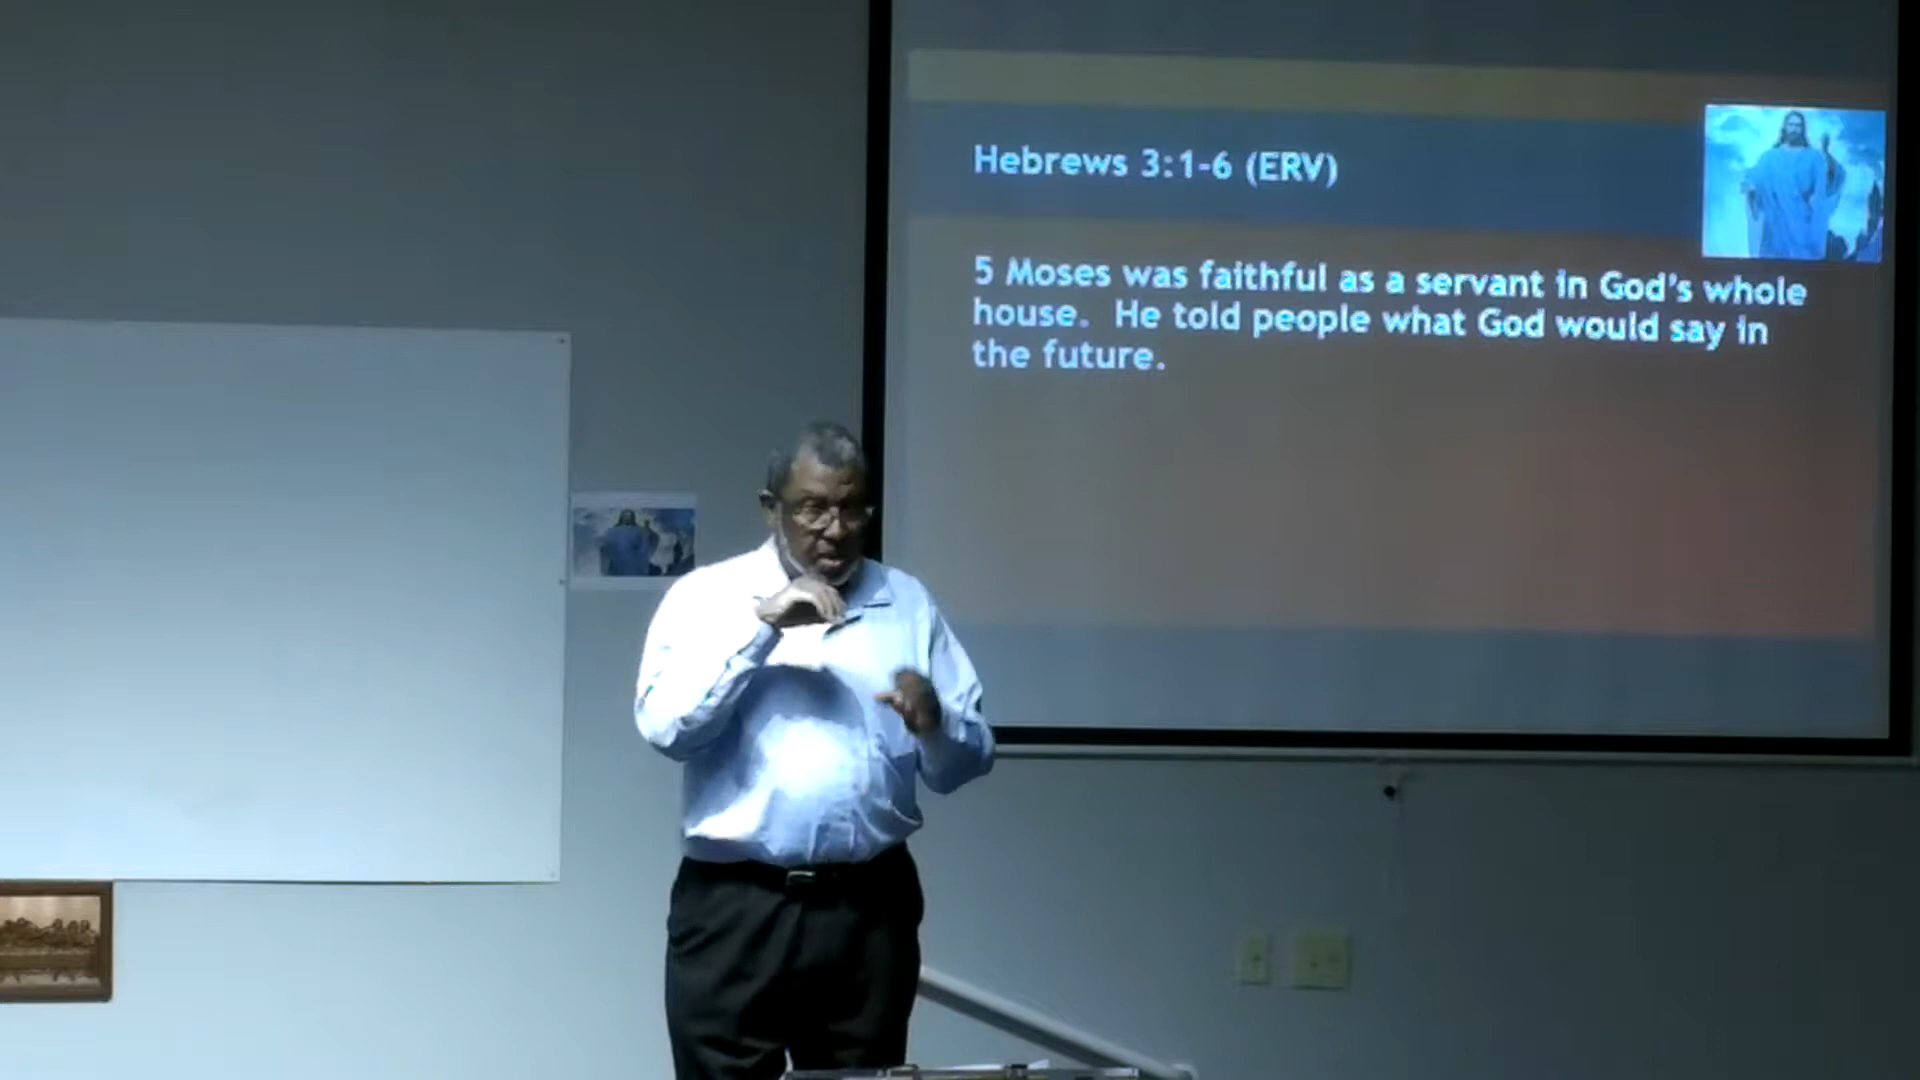 Hebrews 3:1-6 (ERV)
5 Moses was faithful as a servant in God's whole
house. He told people what God would say in
the future.